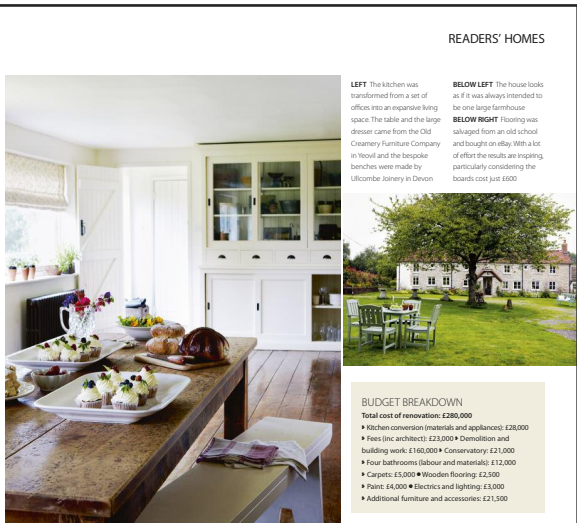 READERS' HOMES
LEFT The kitchen was
transformed from a set of
offices into an expansive living
space. The table and the large
dresser came from the Old
Creamery Furniture Company
in Yeovil and the bespoke
benches were made by
Ullcombe Joinery in Devon
BELOW LEFT The house looks
as if it was always intended to
be one large farmhouse
BELOW RIGHT Flooring was
salvaged from an old school
and bought on eBay. With a lot
of effort the results are inspiring,
particularly considering the
boards cost just £600
BUDGET BREAKDOWN
Total cost of renovation: £280,000
Kitchen conversion (materials and appliances): £28,000
Fees (inc architect): £23,000 Demolition and
building work: £160,000 Conservatory: £21,000
Four bathrooms (labour and materials): £12,000
Carpets: £5,000 Wooden flooring: £2,500
Paint: £4,000 Electrics and lighting: £3,000
Additional furniture and accessories: £21,500